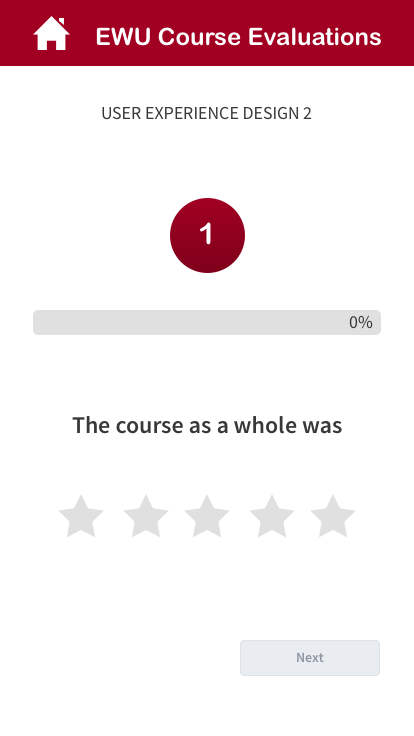 EWU Course Evaluations
USER EXPERIENCE DESIGN 2
1
0%
The course as a whole was
Next